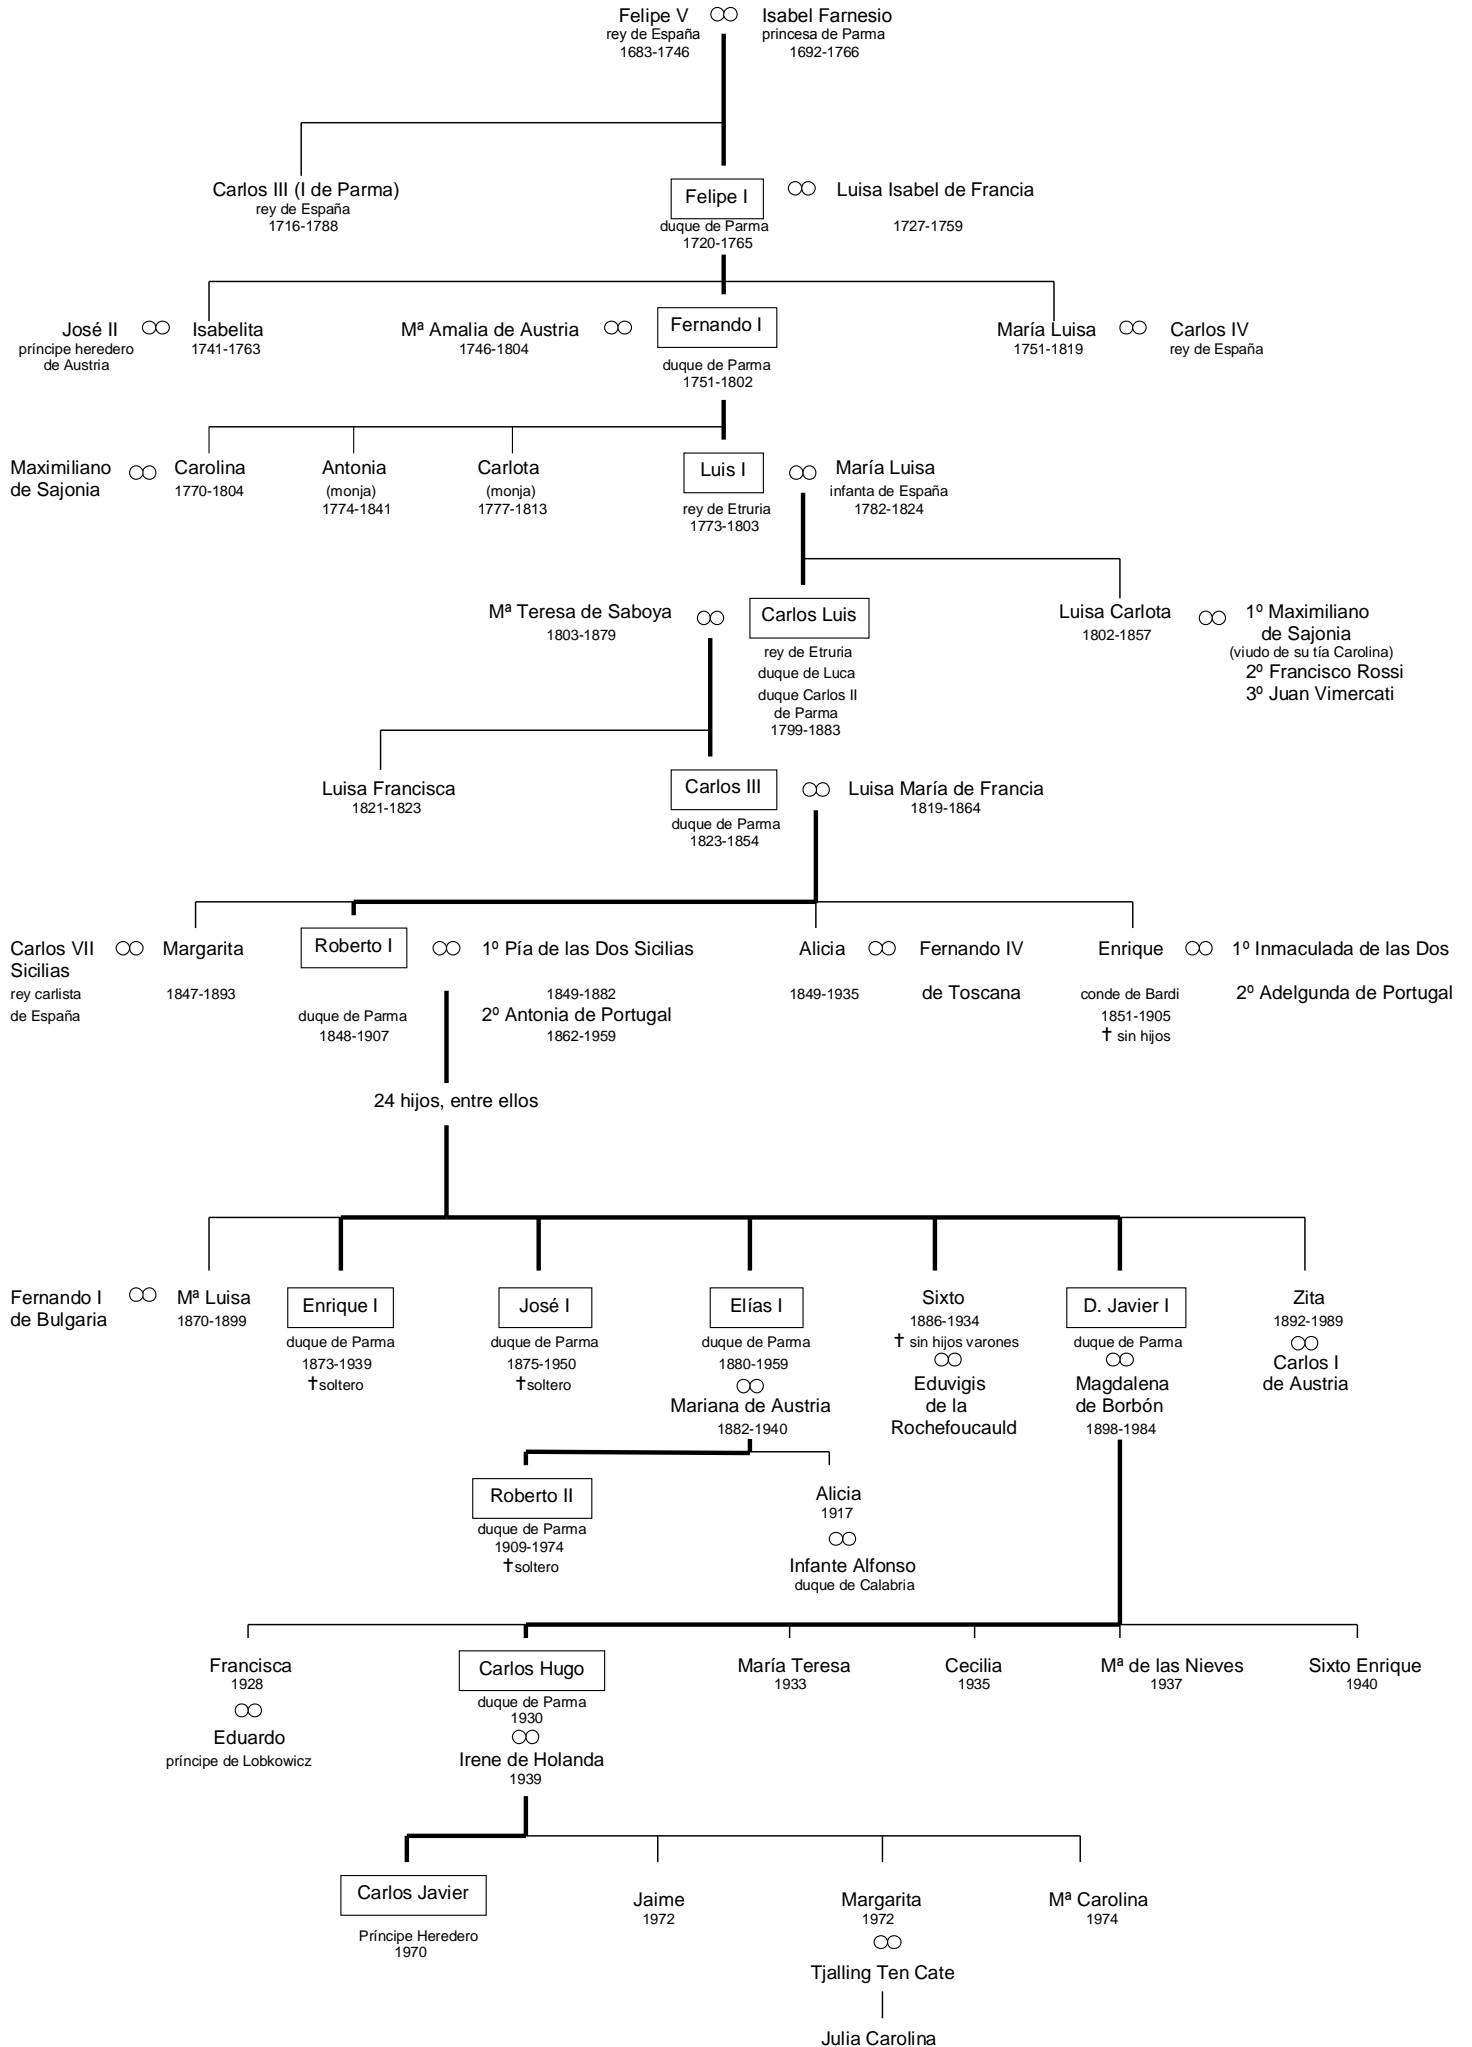 Felipe V
rey de España
1683-1746
Isabel Farnesio
princesa de Parma
1692-1766
Carlos III (I de Parma)
rey de España
1716-1788
Felipe I
duque de Parma
1720-1765
Luisa Isabel de Francia
1727-1759
José II
príncipe heredero
de Austria
Isabelita
1741-1763
Mª Amalia de Austria
1746-1804
Fernando I
duque de Parma
1751-1802
María Luisa
1751-1819
Carlos IV
rey de España
Maximiliano
de Sajonia
Carolina
1770-1804
Antonia
(monja)
1774-1841
Carlota
(monja)
1777-1813
Luis I
rey de Etruria
1773-1803
María Luisa
infanta de España
1782-1824
Mª Teresa de Saboya
1803-1879
Carlos Luis
rey de Etruria
duque de Luca
duque Carlos II
de Parma
1799-1883
Luisa Carlota
1802-1857
1º Maximiliano
de Sajonia
(viudo de su tía Carolina)
2º Francisco Rossi
3º Juan Vimercati
Luisa Francisca
1821-1823
Carlos III
duque de Parma
1823-1854
Luisa María de Francia
1819-1864
Carlos VII
Sicilias
rey carlista
de España
Margarita
1847-1893
Roberto I
duque de Parma
1848-1907
1º Pía de las Dos Sicilias
1849-1882
2º Antonia de Portugal
1862-1959
Alicia
1849-1935
Fernando IV
de Toscana
Enrique
conde de Bardi
1851-1905
✝ sin hijos
1º Inmaculada de las Dos
2º Adelgunda de Portugal
24 hijos, entre ellos
Fernando I
de Bulgaria
Mª Luisa
1870-1899
Enrique I
duque de Parma
1873-1939
✝soltero
José I
duque de Parma
1875-1950
✝soltero
Elías I
duque de Parma
1880-1959
Mariana de Austria
1882-1940
Sixto
1886-1934
✝ sin hijos varones
Eduvigis
de la
Rochefoucauld
D. Javier I
duque de Parma
Magdalena
de Borbón
1898-1984
Zita
1892-1989
Carlos I
de Austria
Roberto II
duque de Parma
1909-1974
✝soltero
Alicia
1917
Infante Alfonso
duque de Calabria
Francisca
1928
Eduardo
príncipe de Lobkowicz
Carlos Hugo
duque de Parma
1930
Irene de Holanda
1939
María Teresa
1933
Cecilia
1935
Mª de las Nieves
1937
Sixto Enrique
1940
Carlos Javier
Príncipe Heredero
1970
Jaime
1972
Margarita
1972
Tjalling Ten Cate
Julia Carolina
Mª Carolina
1974